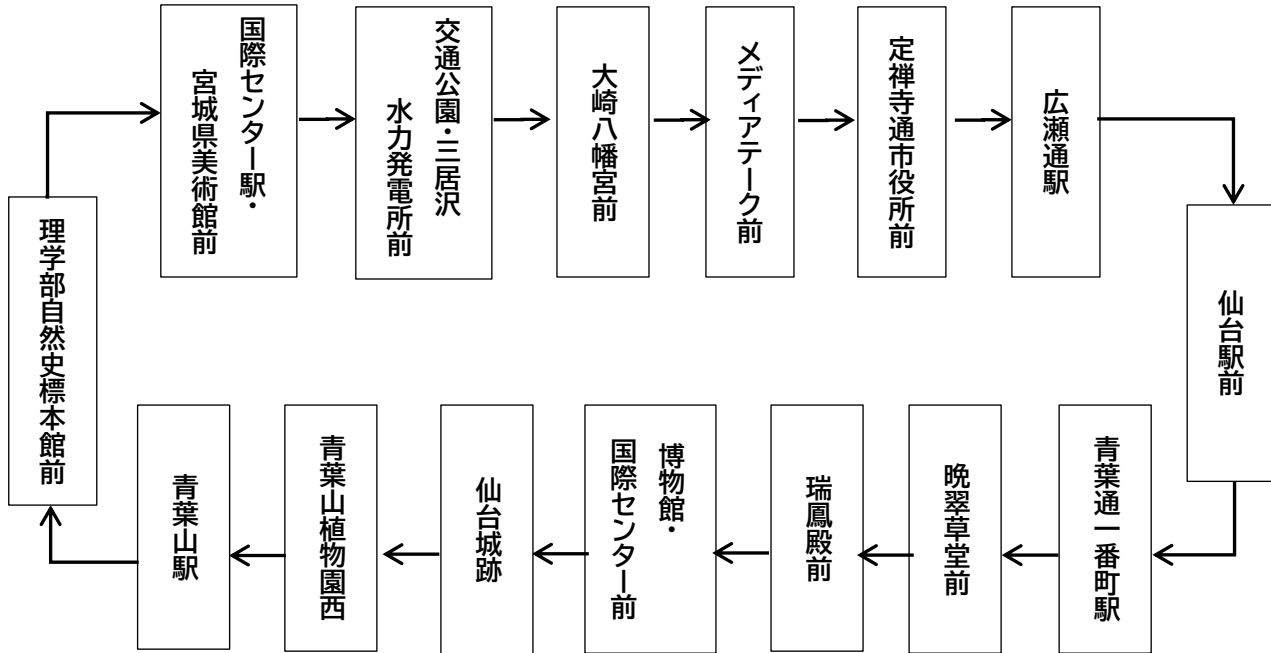 国際センター駅・
宮城県美術館前
交通公園・三居沢
水力発電所前
大崎八幡宮前
メディアテーク前
定禅寺通市役所前
広瀬通駅
仙台駅前
青葉通一番町駅
晩翠草堂前
瑞鳳殿前
博物館・
国際センター前
仙台城跡
青葉山植物園西
青葉山駅
理学部自然史標本館前